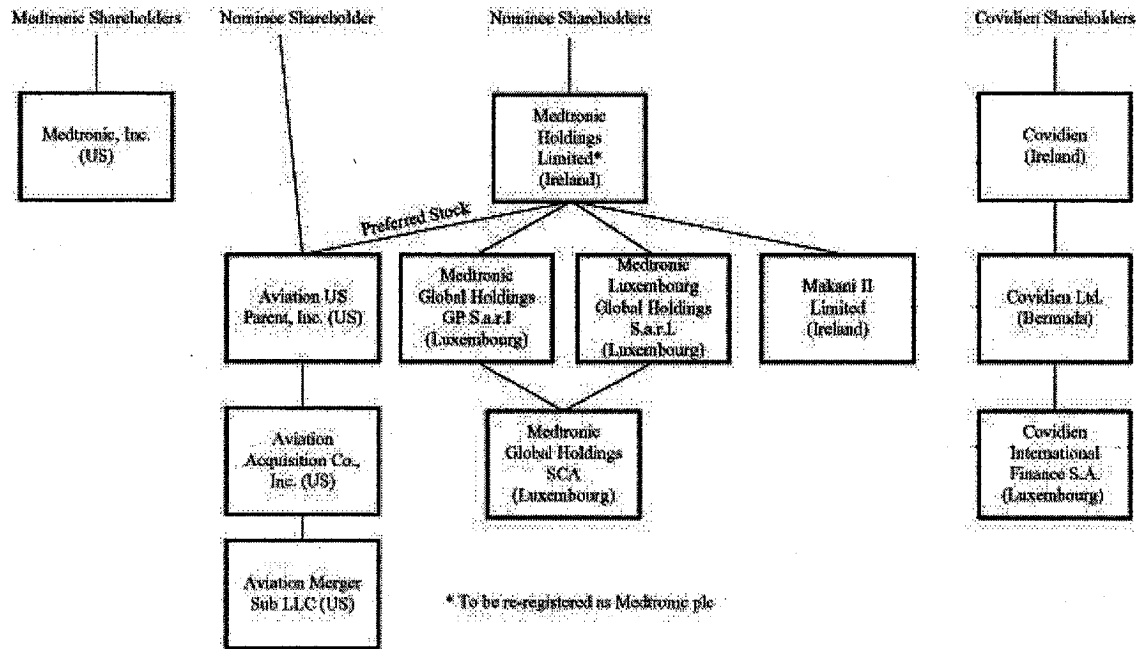 Medtronic Shareholders
Nominee Shareholder
Nominee Shareholders
Covidien Shareholders
Medtronic, Inc.
(US)
Medtronic
Holdings
Limited*
(Ireland)
Covidien
(Ireland)
Preferred Stock
Aviation US
Parent, Inc. (US)
Medtronic
Global Holdings
GP S.a.r.l
(Luxembourg)
Medtronic
Luxembourg
Global Holdings
S.a.r.l.
(Luxembourg)
Makani II
Limited
(Ireland)
Covidien Ltd.
(Bermuda)
Aviation
Acquisition Co.,
Inc. (US)
Medtronic
Global Holdings
SCA
(Luxembourg)
Covidien
International
Finance S.A.
(Luxembourg)
Aviation Merger
Sub LLC (US)
* To be re-registered as Medtronic plc